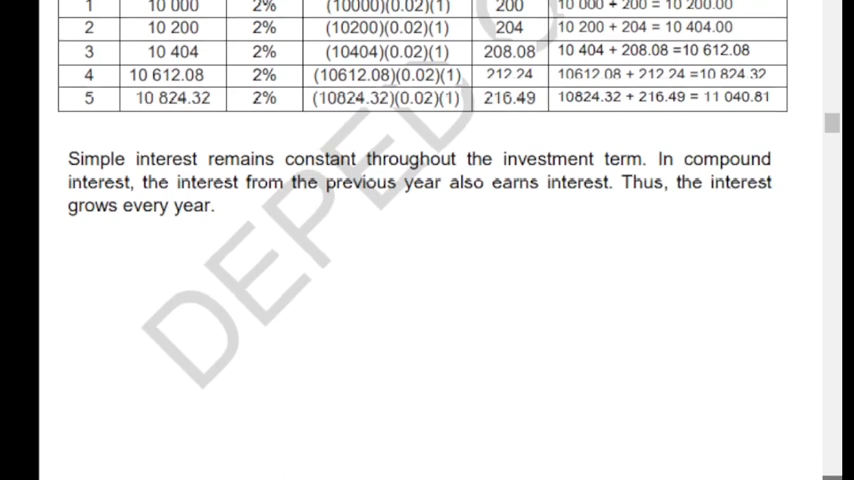 1 10 000 2% (10000)(0.02)(1) 200 10 000 + 200 = 10 200.00
2 10 200 2% (10200)(0.02)(1) 204 10 200 + 204 = 10 404.00
3 10 404 2% (10404)(0.02)(1) 208.08 10 404 + 208.08 =10 612.08
4 10 612.08 2% (10612.08)(0.02)(1) 212.24 10612.08 + 212.24 =10 824.32
5 10 824.32 2% (10824.32)(0.02)(1) 216.49 10824.32 + 216.49 = 11 040.81
Simple interest remains constant throughout the investment term. In compound
interest, the interest from the previous year also earns interest. Thus, the interest
grows every year.
DEPED C